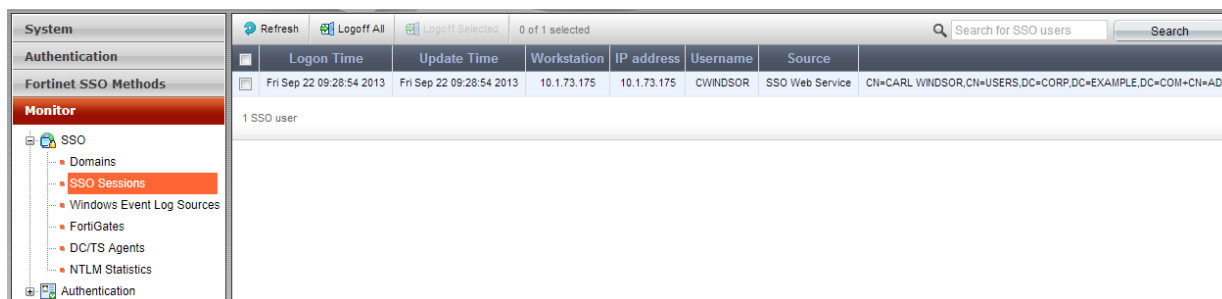 System
Authentication
Fortinet SSO Methods
Monitor
SSO
Domains
SSO Sessions
Windows Event Log Sources
FortiGates
DC/TS Agents
NTLM Statistics
Authentication
Refresh Logoff All Logoff Selected 0 of 1 selected Search for SSO users Search
Logon Time Update Time Workstation IP address Username Source
Fri Sep 22 09:28:54 2013 Fri Sep 22 09:28:54 2013 10.1.73.175 10.1.73.175 CWINDSOR SSO Web Service CN=CARL WINDSOR,CN=USERS,DC=CORP,DC=EXAMPLE,DC=COM+CN=AD
1 SSO user